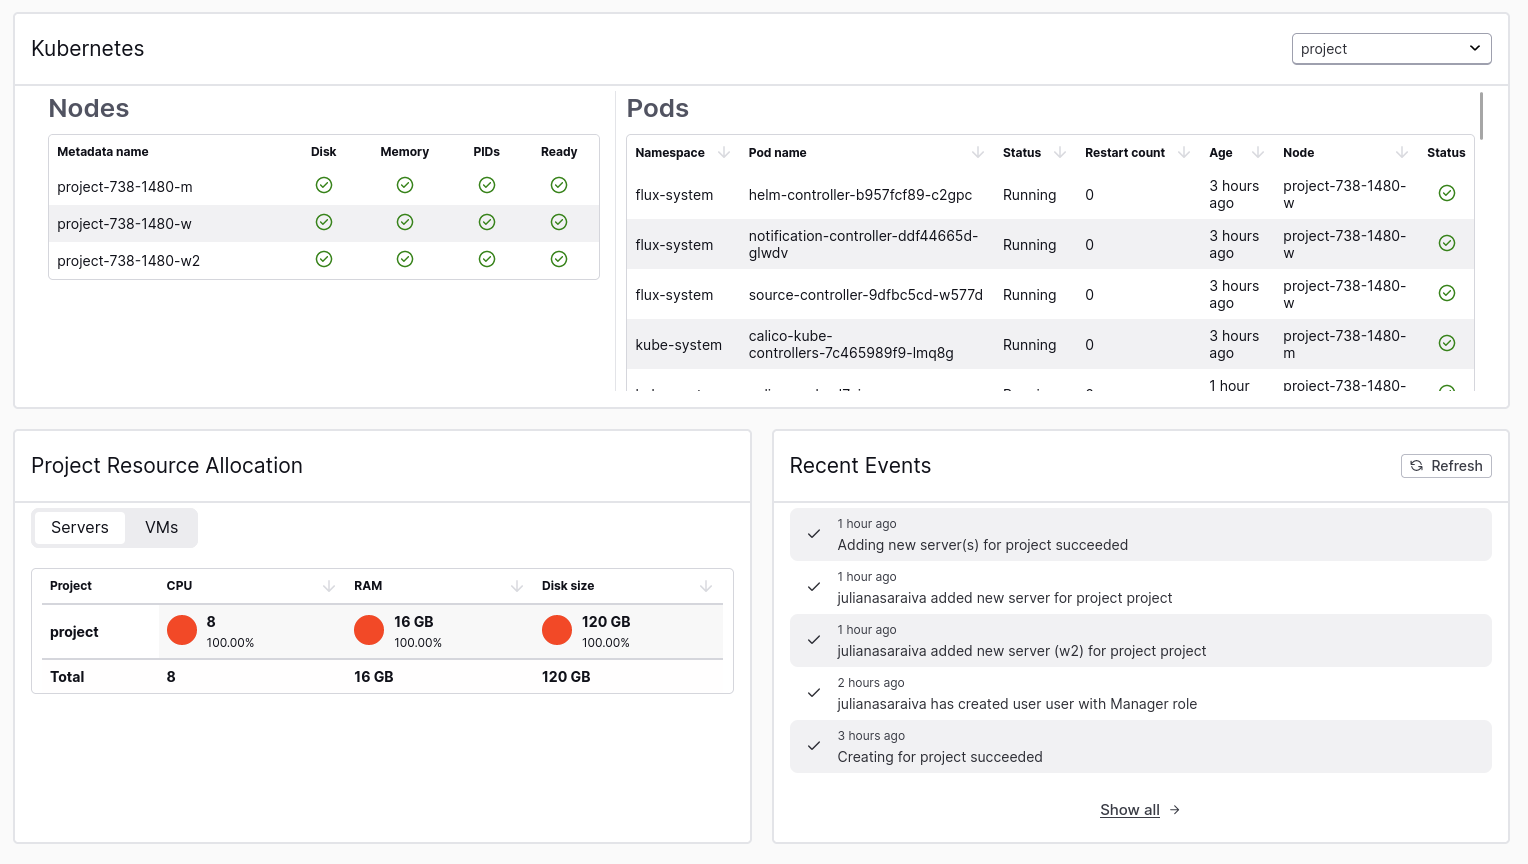 Kubernetes
project
Nodes
Metadata name Disk Memory PIDs Ready
project-738-1480-m
project-738-1480-w
project-738-1480-w2
Pods
Namespace Pod name Status Restart count Age Node Status
flux-system helm-controller-b957fcf89-c2gpc Running 0 3 hours ago project-738-1480-w
flux-system notification-controller-ddf44665d-glwdv Running 0 3 hours ago project-738-1480-w
flux-system source-controller-9dfbc5cd-w577d Running 0 3 hours ago project-738-1480-w
kube-system calico-kube-controllers-7c465989f9-lmq8g Running 0 3 hours ago project-738-1480-m
1 hour project-738-1480-
Project Resource Allocation
Servers VMs
Project CPU RAM Disk size
project 8 16 GB 120 GB
100.00% 100.00% 100.00%
Total 8 16 GB 120 GB
Recent Events
Refresh
1 hour ago
Adding new server(s) for project succeeded
1 hour ago
julianasaraiva added new server for project project
1 hour ago
julianasaraiva added new server (w2) for project project
2 hours ago
julianasaraiva has created user user with Manager role
3 hours ago
Creating for project succeeded
Show all